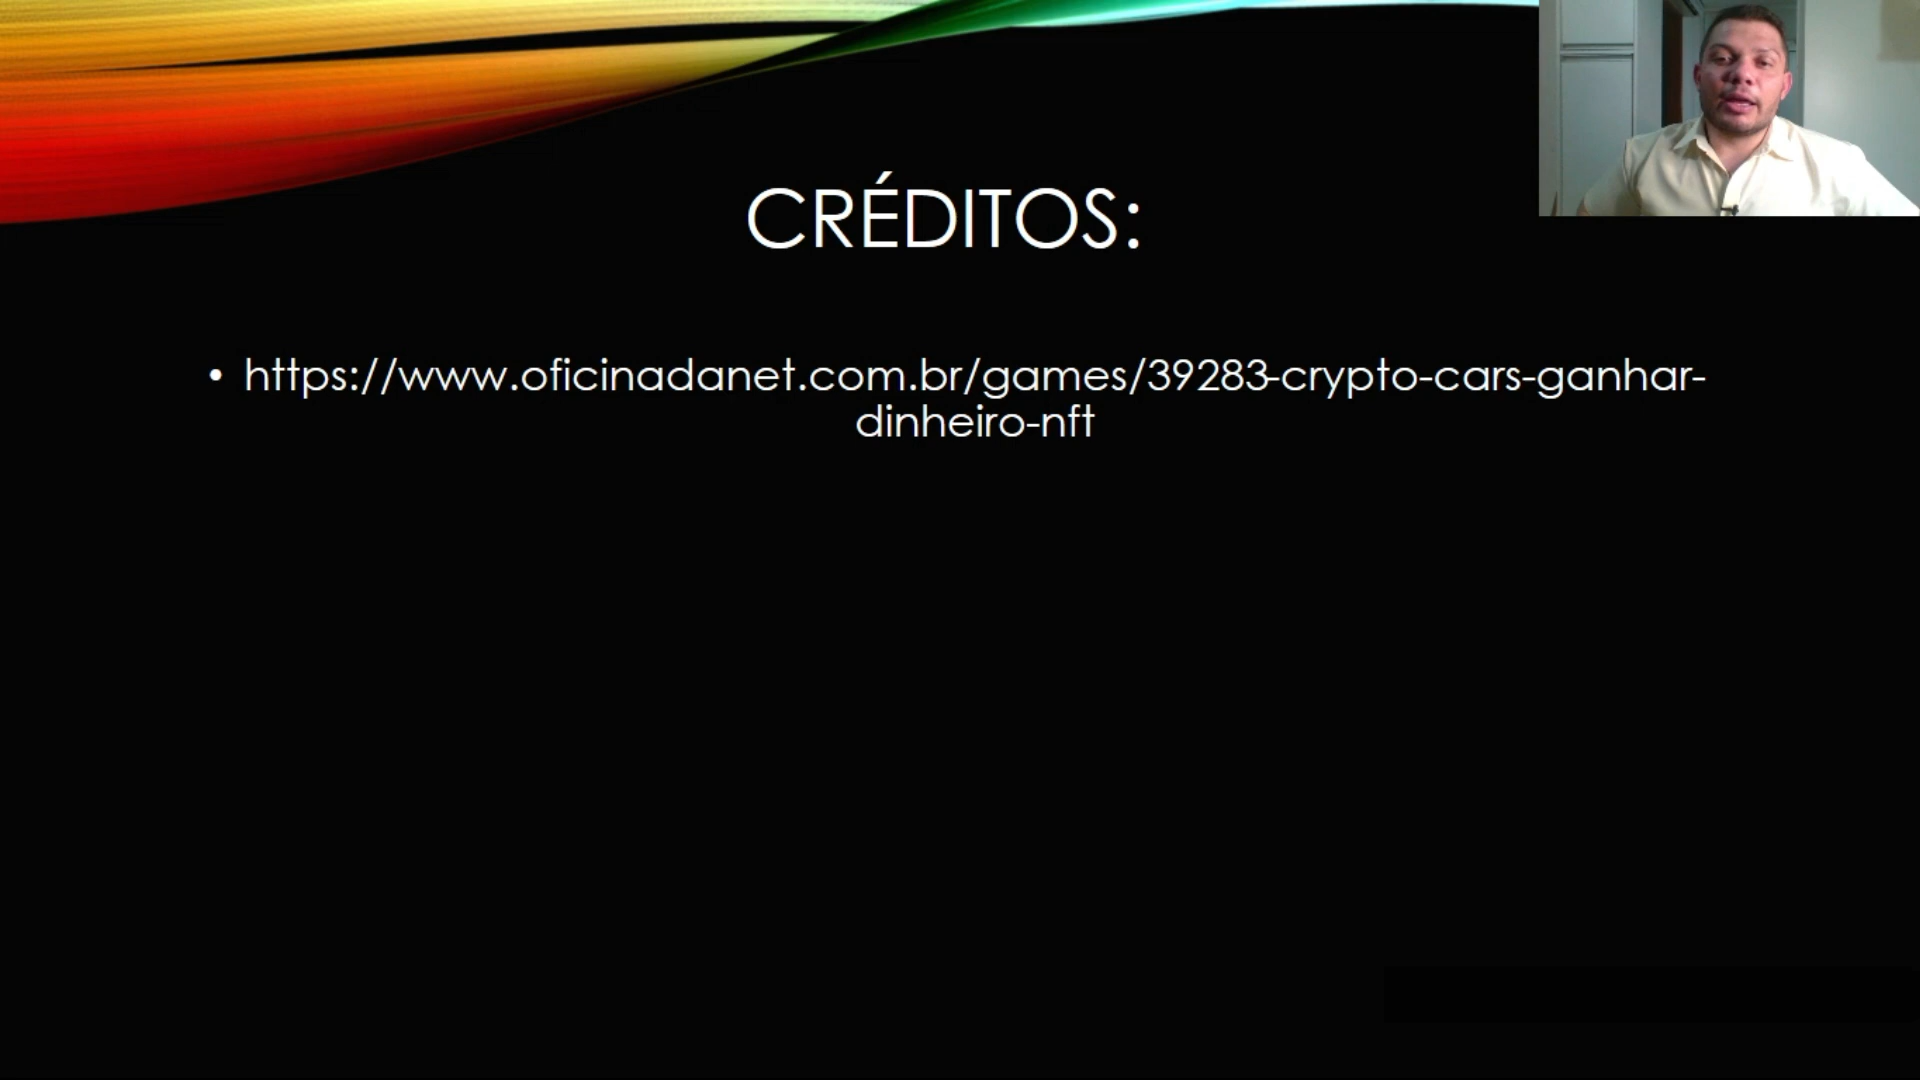 CRÉDITOS:
• https://www.oficinadanet.com.br/games/39283-crypto-cars-ganhar-
dinheiro-nft